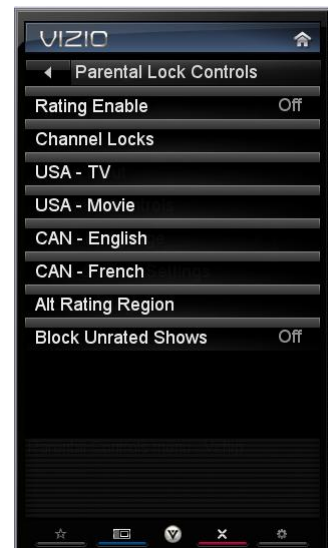 VIZIO
Parental Lock Controls
Rating Enable Off
Channel Locks
USA - TV
USA - Movie
CAN - English
CAN - French
Alt Rating Region
Block Unrated Shows Off